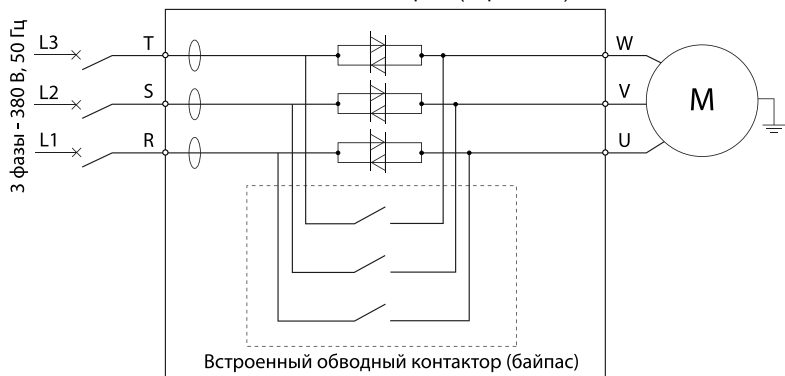 3 фазы - 380 В, 50 Гц
L3 T W
L2 S V
L1 R U
M
Встроенный обводный контактор (байпас)